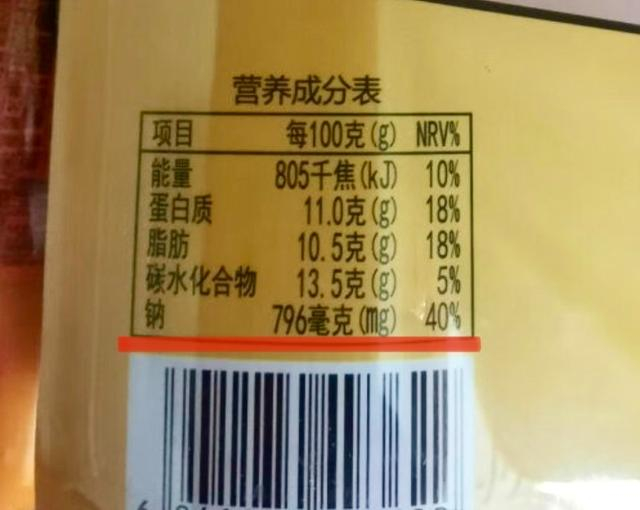 营养成分表
项目 每100克(g) NRV%
能量 805千焦(kJ) 10%
蛋白质 11.0克(g) 18%
脂肪 10.5克(g) 18%
碳水化合物 13.5克(g) 5%
钠 796毫克(mg) 40%